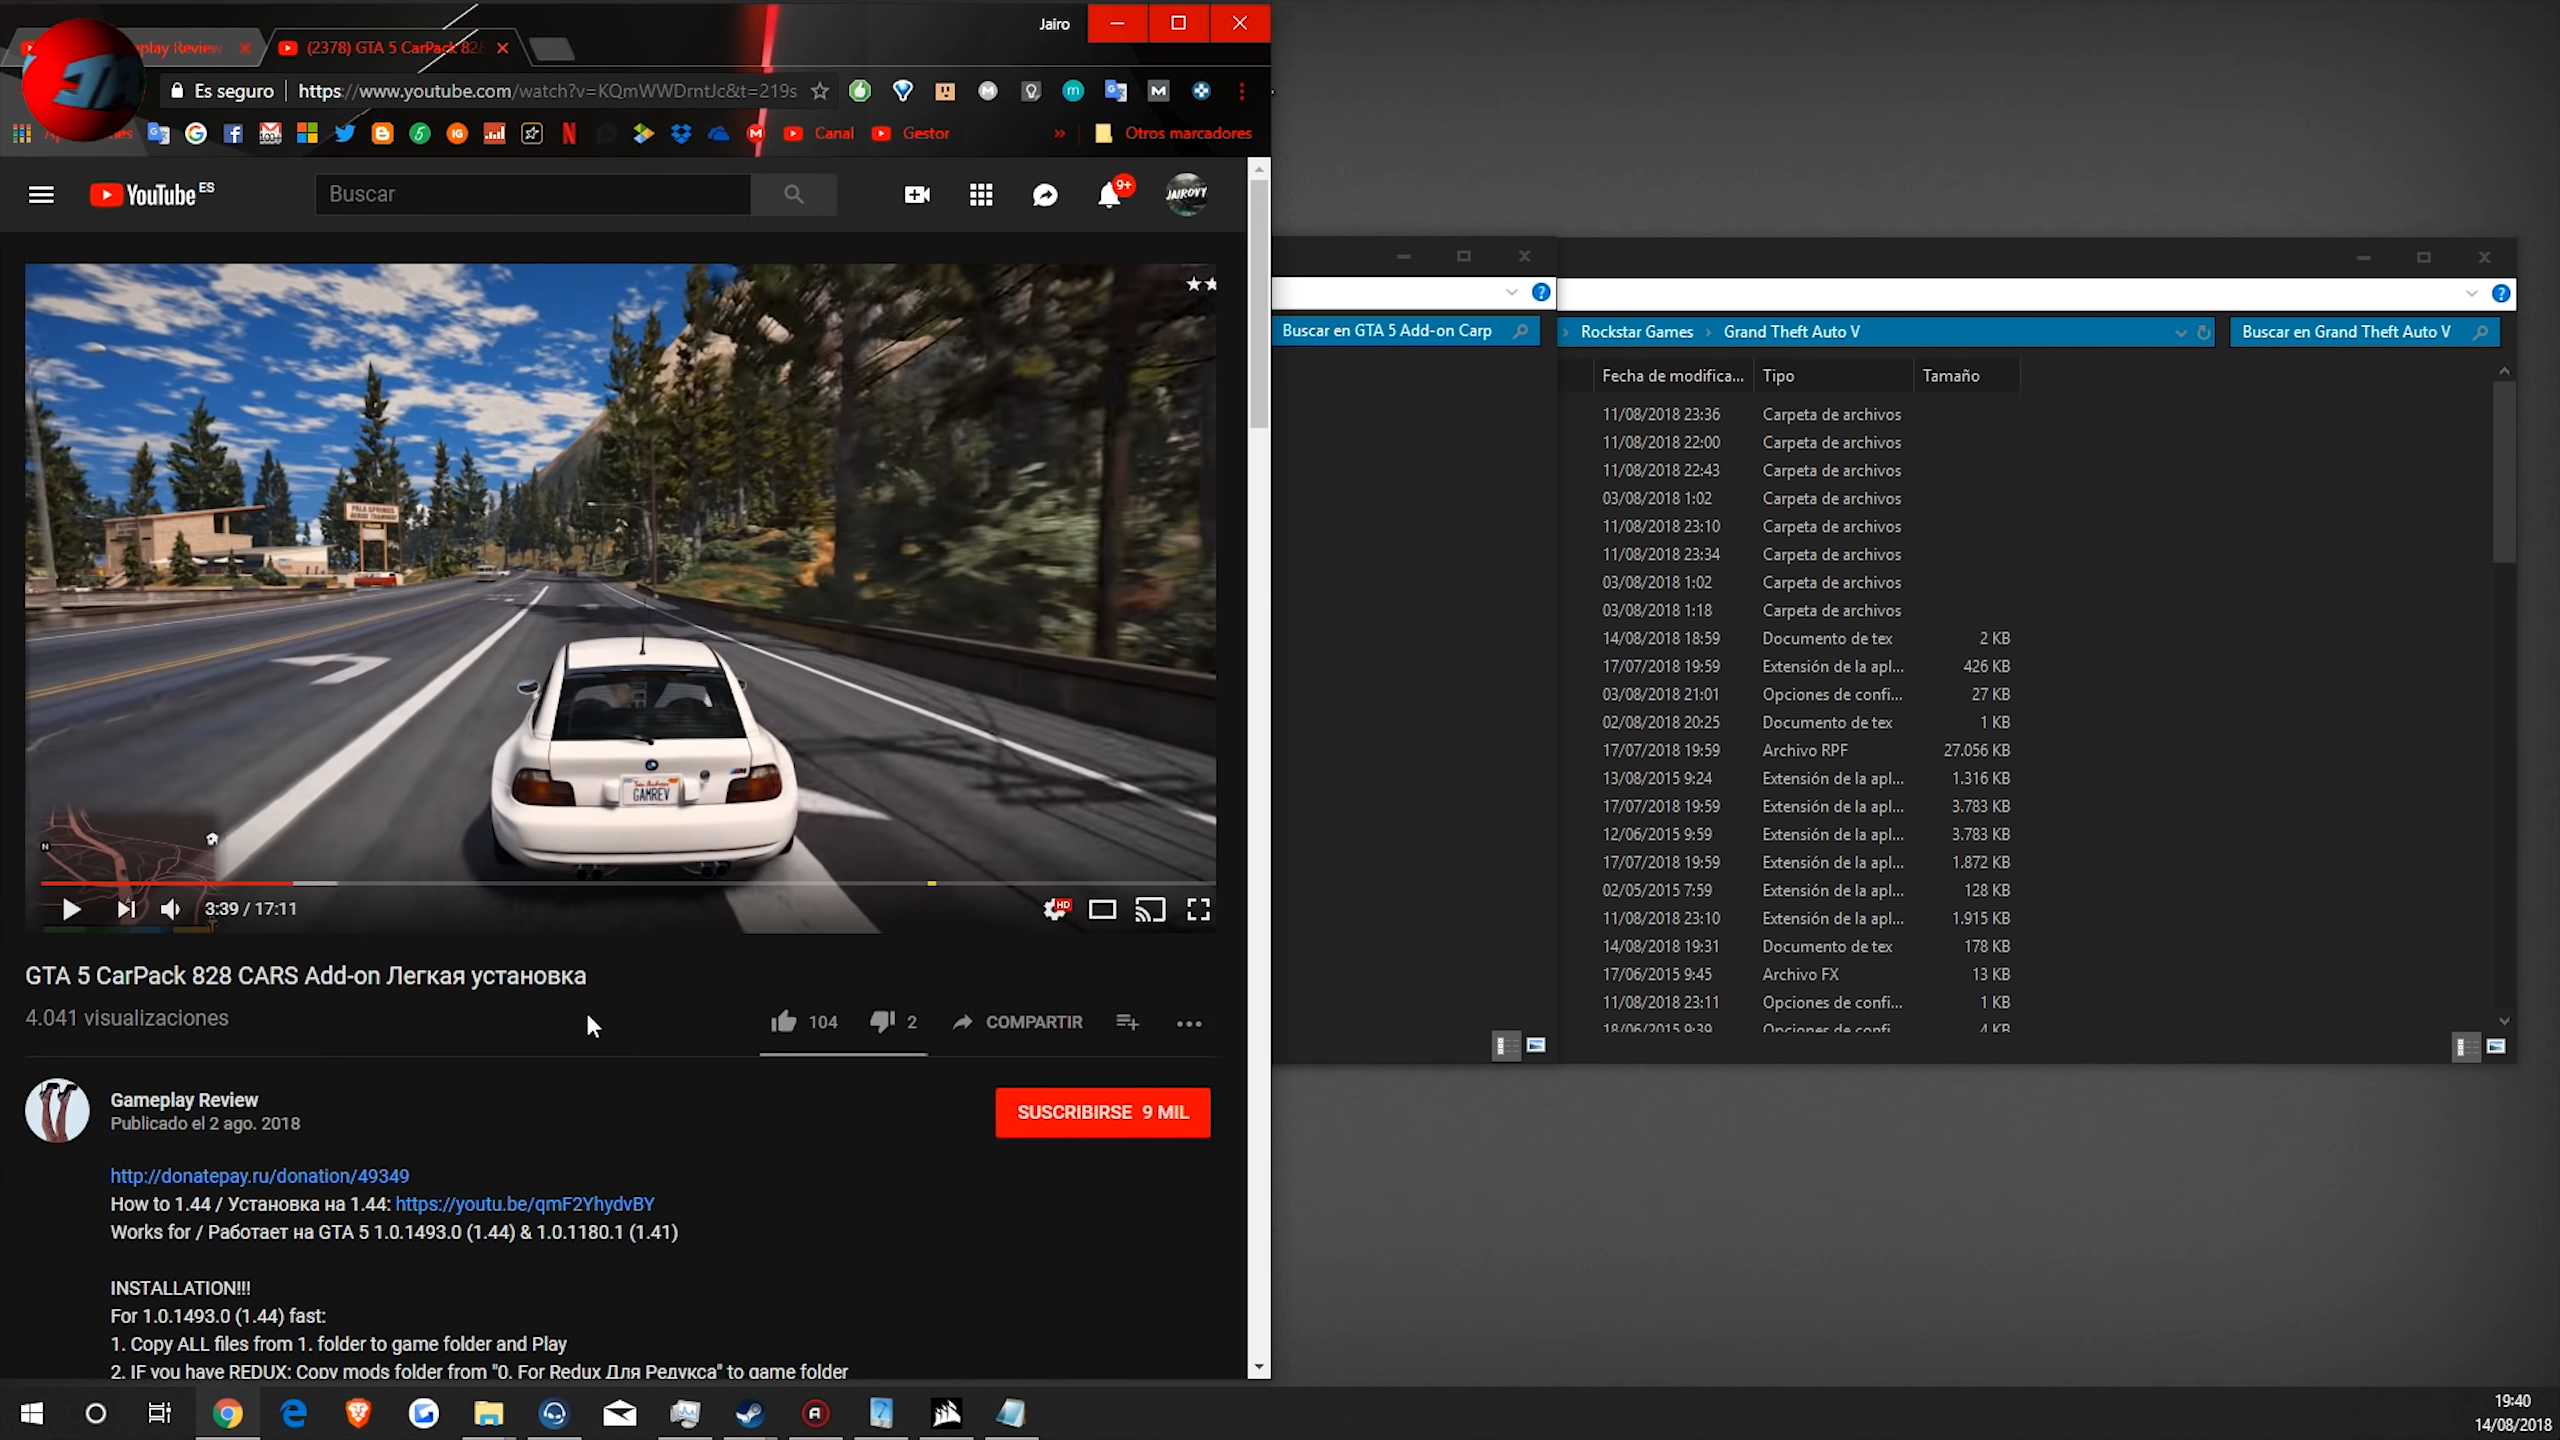 Jairo
play Review
(2378) GTA 5 CarPack 828
Es seguro
https://www.youtube.com/watch?v=KQmWWDrntJc&t=219s
Canal
Gestor
»
Otros marcadores
YouTube ES
Buscar
9+
JAIROVY
PALA SPRINGS
AERIAL TRAMWAY
GAMREV
N
3:39 / 17:11
HD
GTA 5 CarPack 828 CARS Add-on Легкая установка
4.041 visualizaciones
104
2
COMPARTIR
Gameplay Review
Publicado el 2 ago. 2018
SUSCRIBIRSE 9 MIL
http://donatepay.ru/donation/49349
How to 1.44 / Установка на 1.44: https://youtu.be/qmF2YhydvBY
Works for / Работает на GTA 5 1.0.1493.0 (1.44) & 1.0.1180.1 (1.41)
INSTALLATION!!!
For 1.0.1493.0 (1.44) fast:
1. Copy ALL files from 1. folder to game folder and Play
2. IF you have REDUX: Copy mods folder from "0. For Redux Для Редукса" to game folder
Buscar en GTA 5 Add-on Carp
Rockstar Games › Grand Theft Auto V
Buscar en Grand Theft Auto V
Fecha de modifica... Tipo Tamaño
11/08/2018 23:36 Carpeta de archivos
11/08/2018 22:00 Carpeta de archivos
11/08/2018 22:43 Carpeta de archivos
03/08/2018 1:02 Carpeta de archivos
11/08/2018 23:10 Carpeta de archivos
11/08/2018 23:34 Carpeta de archivos
03/08/2018 1:02 Carpeta de archivos
03/08/2018 1:18 Carpeta de archivos
14/08/2018 18:59 Documento de tex 2 KB
17/07/2018 19:59 Extensión de la apl... 426 KB
03/08/2018 21:01 Opciones de confi... 27 KB
02/08/2018 20:25 Documento de tex 1 KB
17/07/2018 19:59 Archivo RPF 27.056 KB
13/08/2015 9:24 Extensión de la apl... 1.316 KB
17/07/2018 19:59 Extensión de la apl... 3.783 KB
12/06/2015 9:59 Extensión de la apl... 3.783 KB
17/07/2018 19:59 Extensión de la apl... 1.872 KB
02/05/2015 7:59 Extensión de la apl... 128 KB
11/08/2018 23:10 Extensión de la apl... 1.915 KB
14/08/2018 19:31 Documento de tex 178 KB
17/06/2015 9:45 Archivo FX 13 KB
11/08/2018 23:11 Opciones de confi... 1 KB
18/06/2015 9:39 Opciones de confi... 4 KB
19:40
14/08/2018